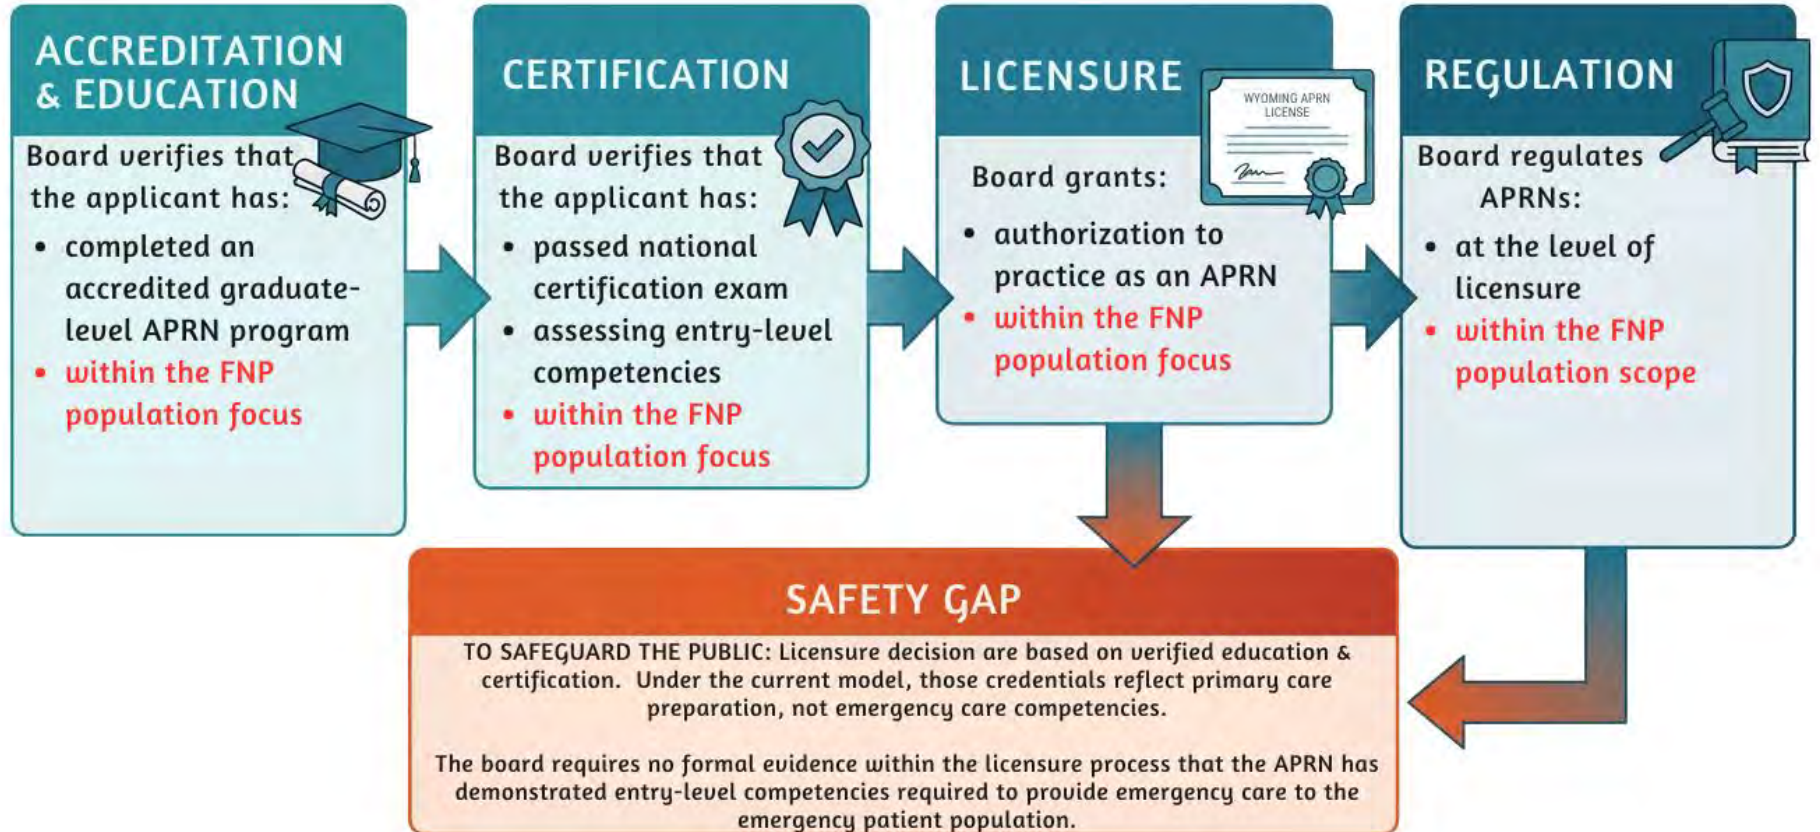 ACCREDITATION
& EDUCATION
Board verifies that
the applicant has:
• completed an
accredited graduate-
level APRN program
• within the FNP
population focus
CERTIFICATION
Board verifies that
the applicant has:
• passed national
certification exam
• assessing entry-level
competencies
• within the FNP
population focus
LICENSURE
WYOMING APRN
LICENSE
Board grants:
• authorization to
practice as an APRN
• within the FNP
population focus
REGULATION
Board regulates
APRNs:
• at the level of
licensure
• within the FNP
population scope
SAFETY GAP
TO SAFEGUARD THE PUBLIC: Licensure decision are based on verified education &
certification. Under the current model, those credentials reflect primary care
preparation, not emergency care competencies.
The board requires no formal evidence within the licensure process that the APRN has
demonstrated entry-level competencies required to provide emergency care to the
emergency patient population.